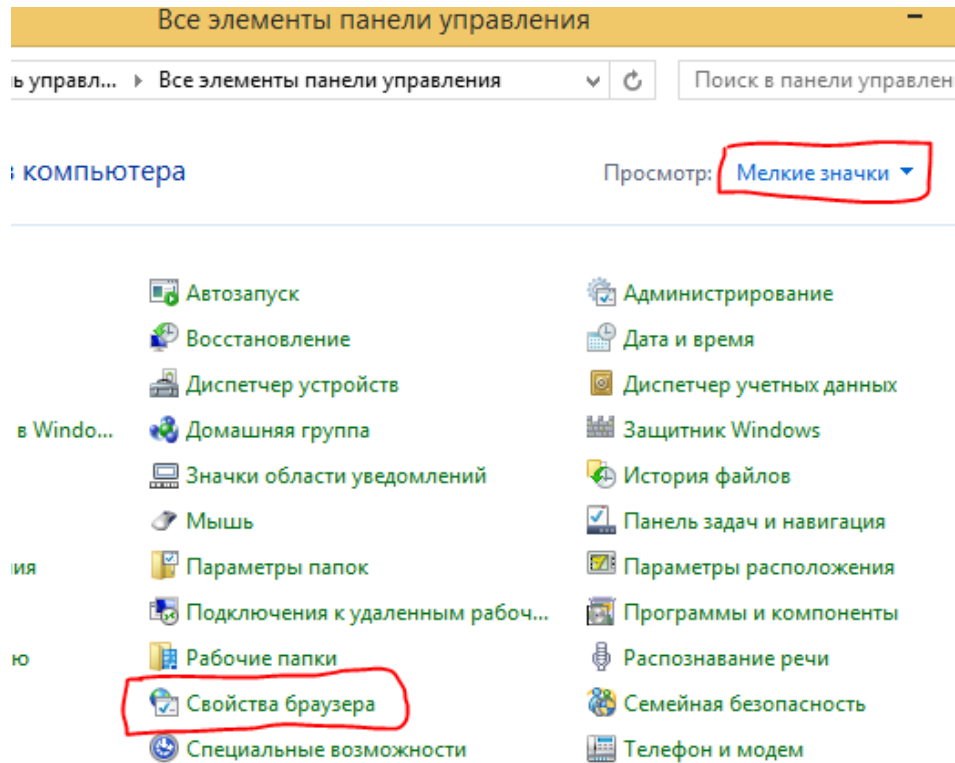 Все элементы панели управления
ь управл... Все элементы панели управления Поиск в панели управлен
в компьютера Просмотр: Мелкие значки
Автозапуск Администрирование
Восстановление Дата и время
Диспетчер устройств Диспетчер учетных данных
в Windo... Домашняя группа Защитник Windows
Значки области уведомлений История файлов
Мышь Панель задач и навигация
ия Параметры папок Параметры расположения
Подключения к удаленным рабоч... Программы и компоненты
ю Рабочие папки Распознавание речи
Свойства браузера Семейная безопасность
Специальные возможности Телефон и модем